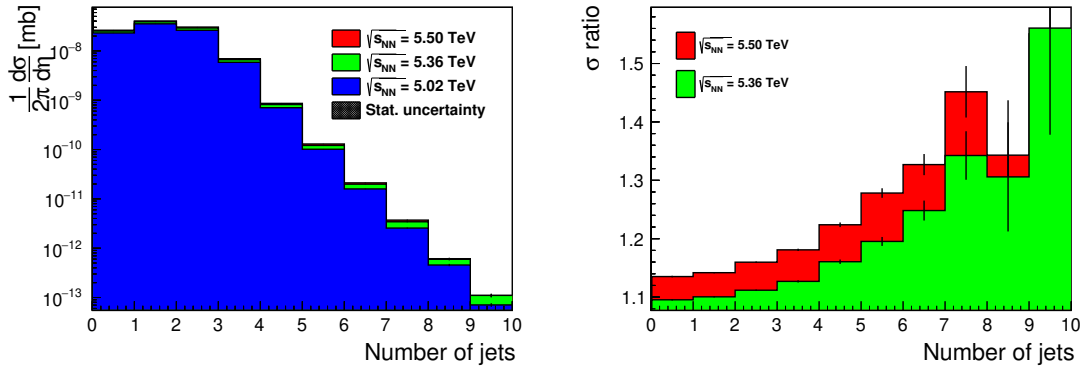 1/2π dσ/dη [mb]
10⁻⁸
10⁻⁹
10⁻¹⁰
10⁻¹¹
10⁻¹²
10⁻¹³
√s_NN = 5.50 TeV
√s_NN = 5.36 TeV
√s_NN = 5.02 TeV
Stat. uncertainty
0 1 2 3 4 5 6 7 8 9 10
Number of jets
σ ratio
1.5
1.4
1.3
1.2
1.1
√s_NN = 5.50 TeV
√s_NN = 5.36 TeV
0 1 2 3 4 5 6 7 8 9 10
Number of jets